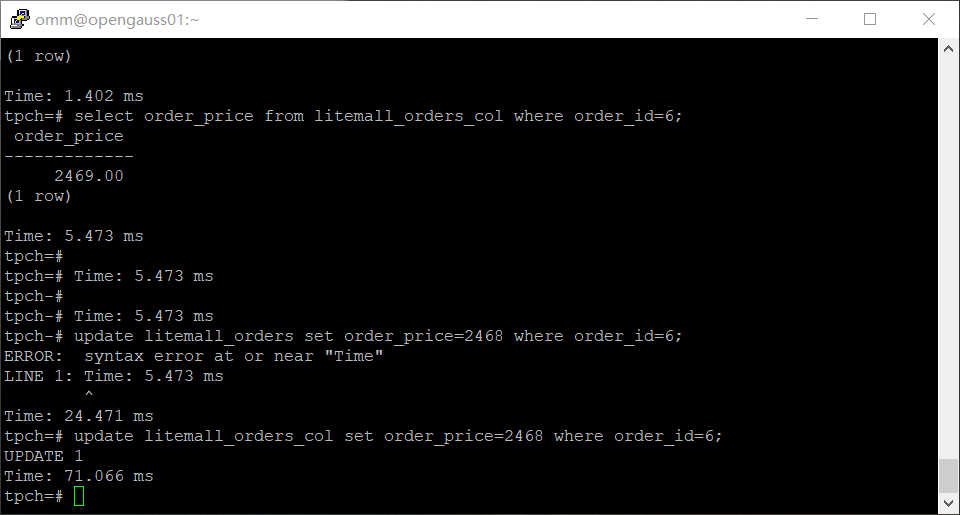 omm@opengauss01:~
(1 row)
Time: 1.402 ms
tpch=# select order_price from litemall_orders_col where order_id=6;
order_price
-------------
2469.00
(1 row)
Time: 5.473 ms
tpch=#
tpch=# Time: 5.473 ms
tpch-#
tpch-# Time: 5.473 ms
tpch-# update litemall_orders set order_price=2468 where order_id=6;
ERROR:  syntax error at or near "Time"
LINE 1: Time: 5.473 ms
^
Time: 24.471 ms
tpch=# update litemall_orders_col set order_price=2468 where order_id=6;
UPDATE 1
Time: 71.066 ms
tpch=#